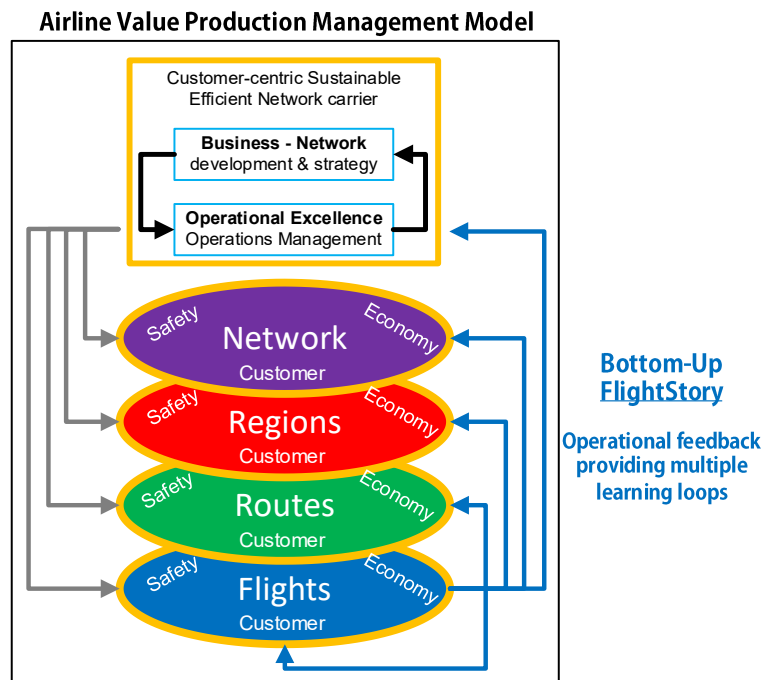 Airline Value Production Management Model
Customer-centric Sustainable
Efficient Network carrier
Business - Network
development & strategy
Operational Excellence
Operations Management
Safety
Economy
Network
Customer
Safety
Economy
Regions
Customer
Safety
Economy
Routes
Customer
Safety
Economy
Flights
Customer
Bottom-Up
FlightStory
Operational feedback
providing multiple
learning loops